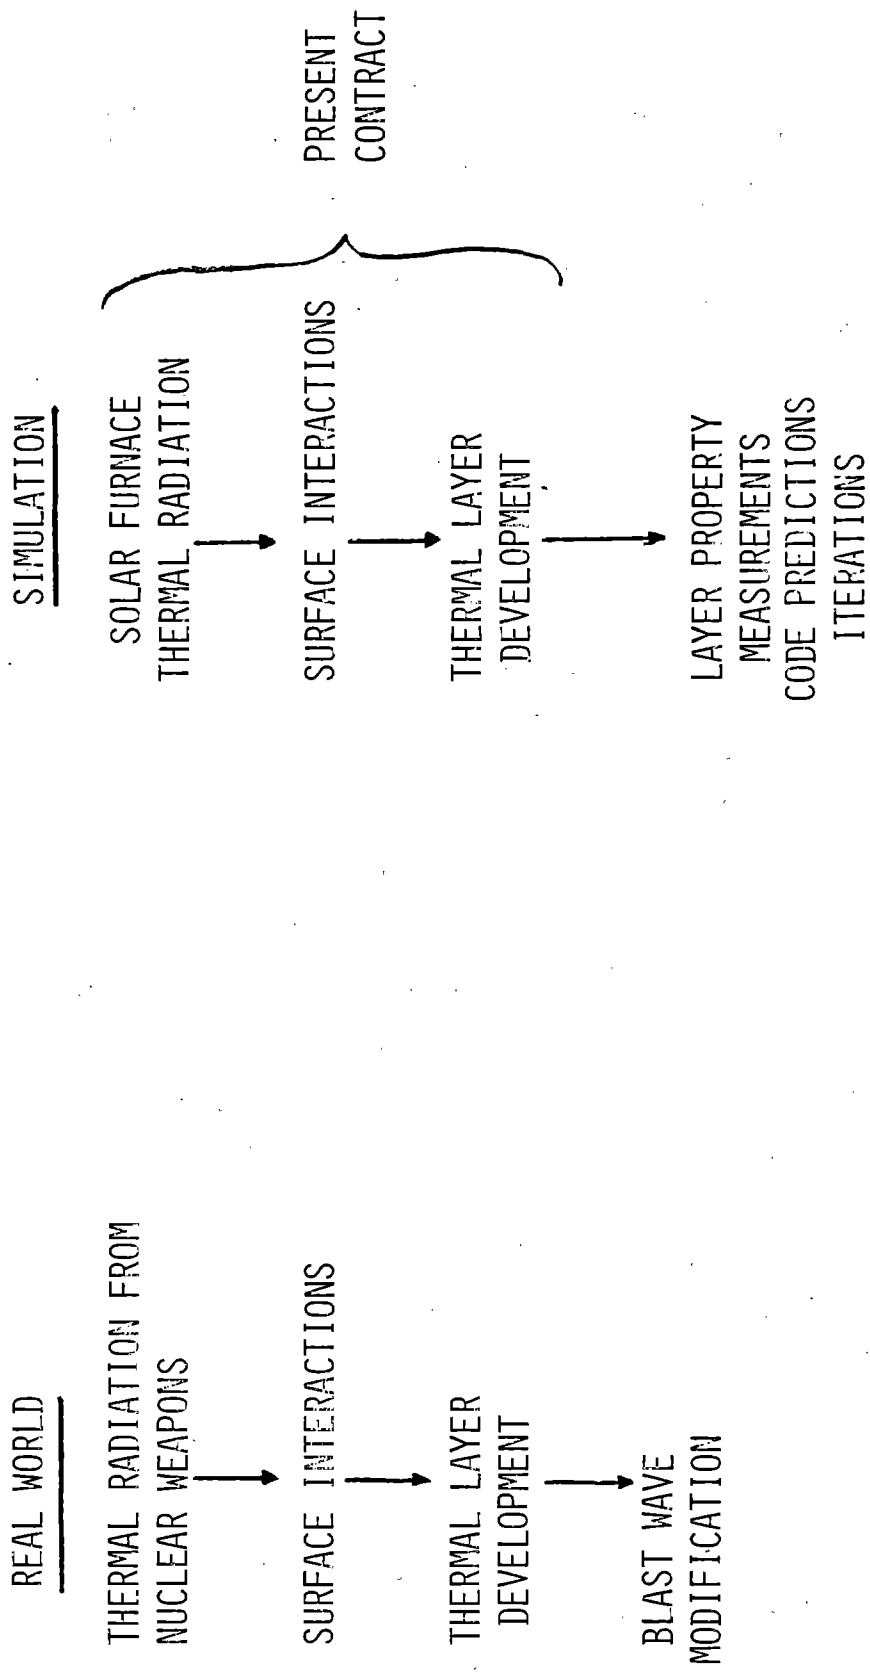 REAL WORLD
THERMAL RADIATION FROM
NUCLEAR WEAPONS
SURFACE INTERACTIONS
THERMAL LAYER
DEVELOPMENT
BLAST WAVE
MODIFICATION
SIMULATION
SOLAR FURNACE
THERMAL RADIATION
SURFACE INTERACTIONS
THERMAL LAYER
DEVELOPMENT
LAYER PROPERTY
MEASUREMENTS
CODE PREDICTIONS
ITERATIONS
PRESENT
CONTRACT